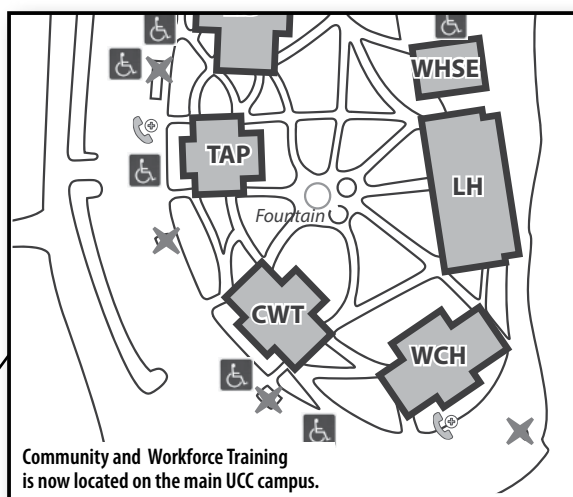 WHSE
TAP
LH
Fountain
CWT
WCH
Community and Workforce Training
is now located on the main UCC campus.